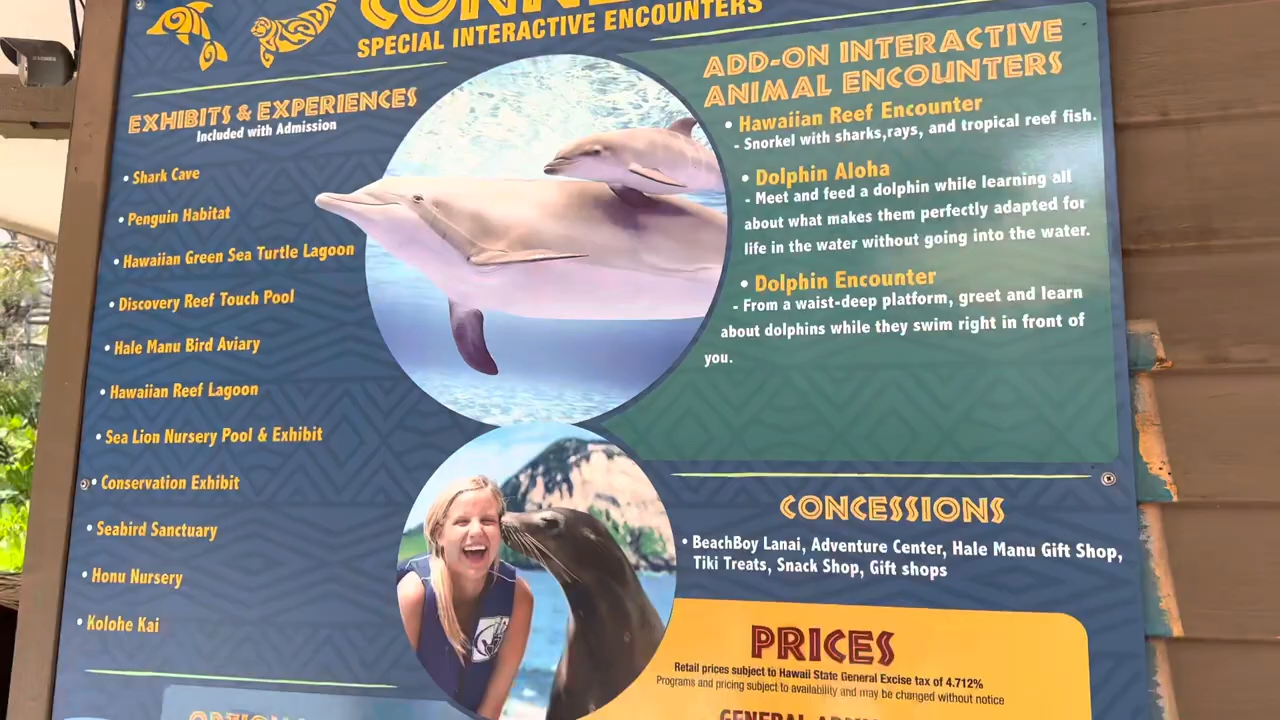 SPECIAL INTERACTIVE ENCOUNTERS
EXHIBITS & EXPERIENCES
Included with Admission
• Shark Cave
• Penguin Habitat
• Hawaiian Green Sea Turtle Lagoon
• Discovery Reef Touch Pool
• Hale Manu Bird Aviary
• Hawaiian Reef Lagoon
• Sea Lion Nursery Pool & Exhibit
• Conservation Exhibit
• Seabird Sanctuary
• Honu Nursery
• Kolohe Kai
ADD-ON INTERACTIVE
ANIMAL ENCOUNTERS
• Hawaiian Reef Encounter
- Snorkel with sharks,rays, and tropical reef fish.
• Dolphin Aloha
- Meet and feed a dolphin while learning all
about what makes them perfectly adapted for
life in the water without going into the water.
• Dolphin Encounter
- From a waist-deep platform, greet and learn
about dolphins while they swim right in front of
you.
CONCESSIONS
• BeachBoy Lanai, Adventure Center, Hale Manu Gift Shop,
Tiki Treats, Snack Shop, Gift shops
PRICES
Retail prices subject to Hawaii State General Excise tax of 4.712%
Programs and pricing subject to availability and may be changed without notice
GENERAL